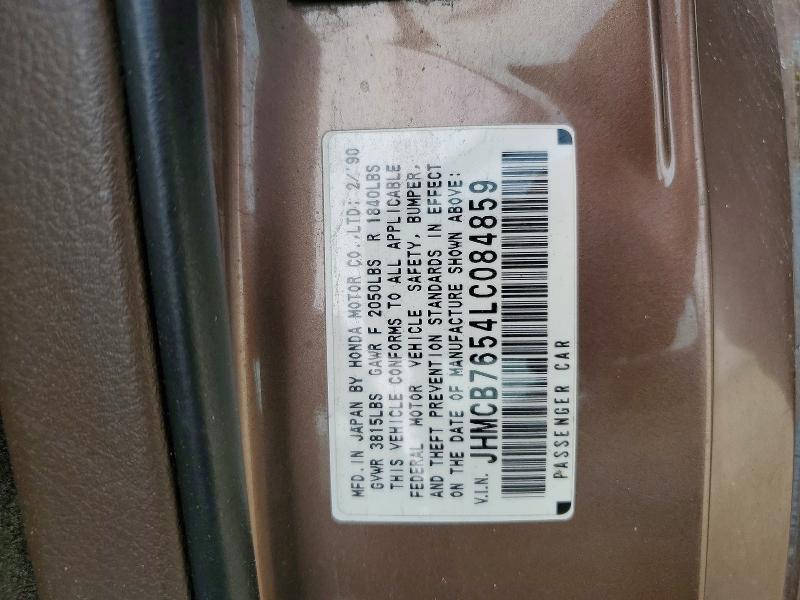 MFD. IN JAPAN BY HONDA MOTOR CO.,LTD; 2/'90
GVWR 3815LBS GAWR F 2050LBS R 1840LBS
THIS VEHICLE CONFORMS TO ALL APPLICABLE
FEDERAL MOTOR VEHICLE SAFETY, BUMPER,
AND THEFT PREVENTION STANDARDS IN EFFECT
ON THE DATE OF MANUFACTURE SHOWN ABOVE:
V.I.N. JHMCB7654LC084859
PASSENGER CAR